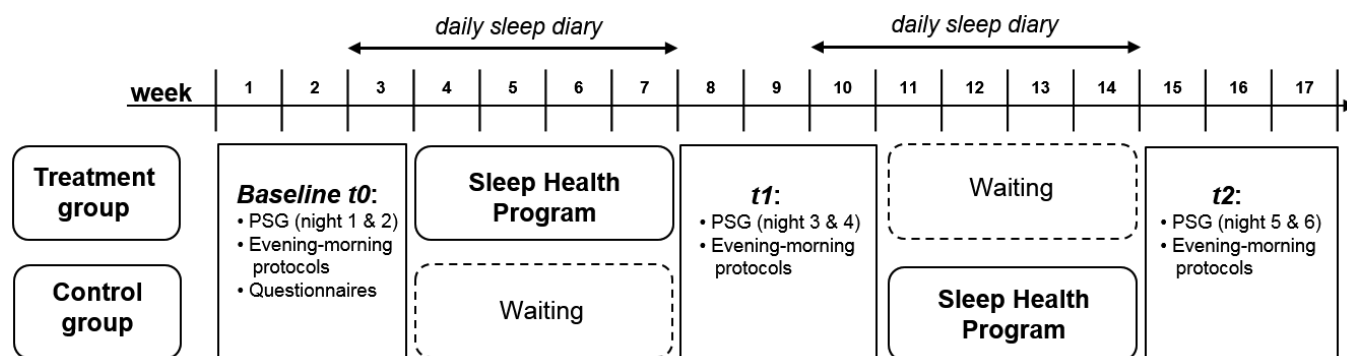 daily sleep diary
daily sleep diary
week 1 2 3 4 5 6 7 8 9 10 11 12 13 14 15 16 17
Treatment
group
Control
group
Baseline t0:
• PSG (night 1 & 2)
• Evening-morning
protocols
• Questionnaires
Sleep Health
Program
Waiting
t1:
• PSG (night 3 & 4)
• Evening-morning
protocols
Waiting
Sleep Health
Program
t2:
• PSG (night 5 & 6)
• Evening-morning
protocols